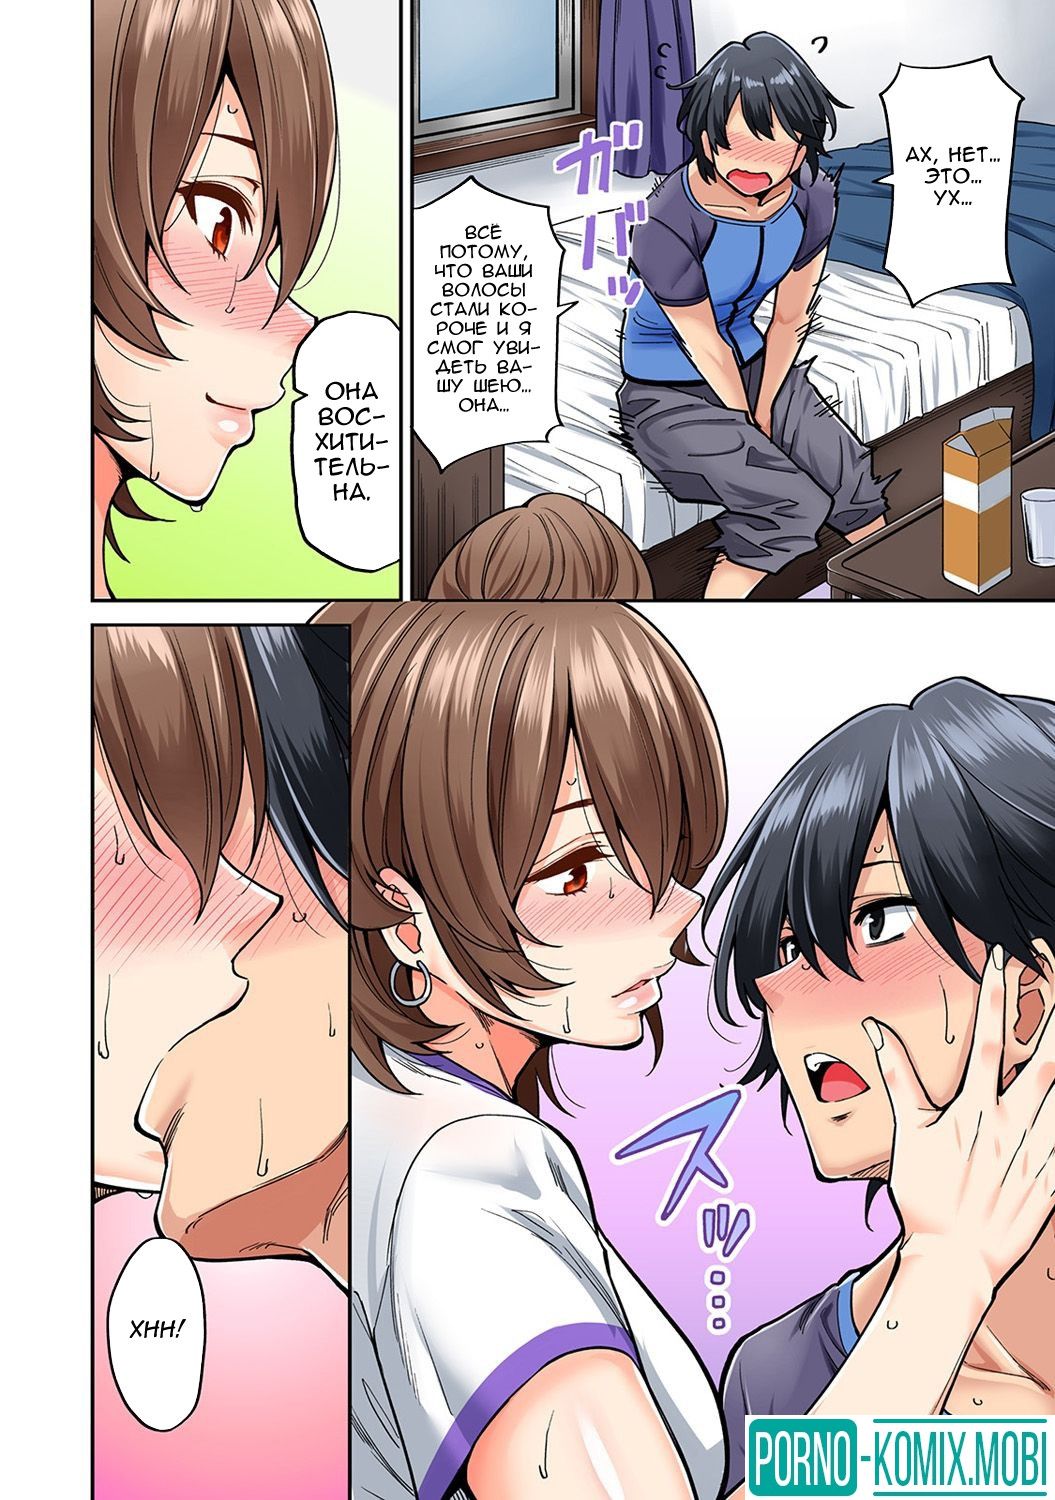 АХ, НЕТ...
ЭТО...
УХ...
ガ
バ
ッ
ВСЁ
ПОТОМУ,
ЧТО ВАШИ
ВОЛОСЫ
СТАЛИ КО-
РОЧЕ И Я
СМОГ УВИ-
ДЕТЬ ВА-
ШУ ШЕЮ...
ОНА...
ОНА
ВОС-
ХИТИ-
ТЕЛЬ-
НА.
スッ...
ХНН!
PORNO-KOMIX.MOBI